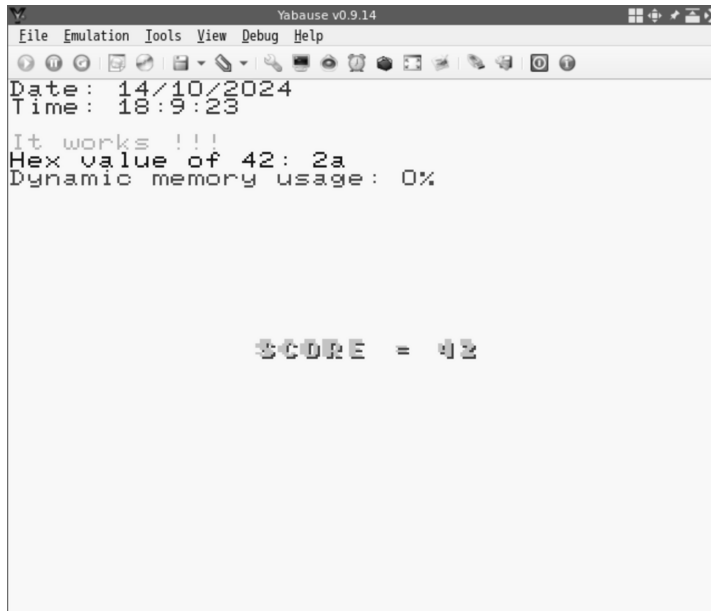 Yabause v0.9.14
File Emulation Tools View Debug Help
Date: 14/10/2024
Time: 18:9:23
It works !!!
Hex value of 42: 2a
Dynamic memory usage: 0%
SCORE = 42